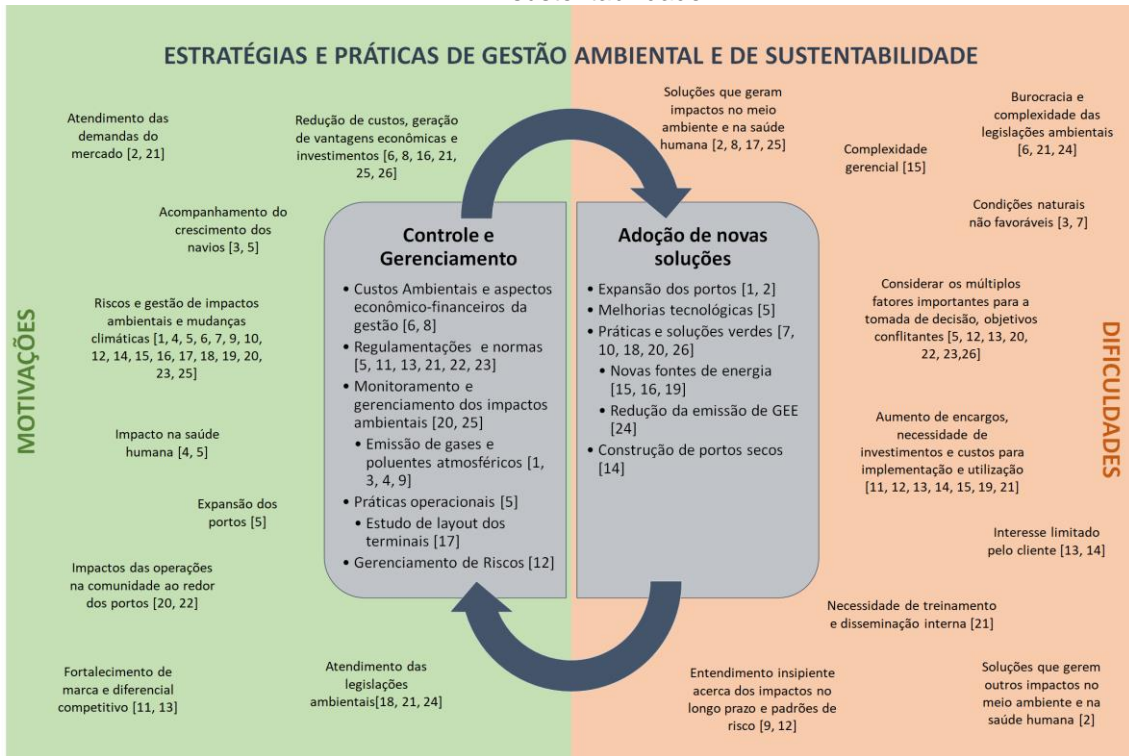 ESTRATÉGIAS E PRÁTICAS DE GESTÃO AMBIENTAL E DE SUSTENTABILIDADE
MOTIVAÇÕES
Atendimento das
demandas do
mercado [2, 21]
Redução de custos, geração
de vantagens econômicas e
investimentos [6, 8, 16, 21,
25, 26]
Acompanhamento do
crescimento dos
navios [3, 5]
Riscos e gestão de impactos
ambientais e mudanças
climáticas [1, 4, 5, 6, 7, 9, 10,
12, 14, 15, 16, 17, 18, 19, 20,
23, 25]
Impacto na saúde
humana [4, 5]
Expansão dos
portos [5]
Impactos das operações
na comunidade ao redor
dos portos [20, 22]
Fortalecimento de
marca e diferencial
competitivo [11, 13]
Atendimento das
legislações
ambientais[18, 21, 24]
Controle e
Gerenciamento
• Custos Ambientais e aspectos
econômico-financeiros da
gestão [6, 8]
• Regulamentações e normas
[5, 11, 13, 21, 22, 23]
• Monitoramento e
gerenciamento dos impactos
ambientais [20, 25]
• Emissão de gases e
poluentes atmosféricos [1,
3, 4, 9]
• Práticas operacionais [5]
• Estudo de layout dos
terminais [17]
• Gerenciamento de Riscos [12]
Adoção de novas
soluções
• Expansão dos portos [1, 2]
• Melhorias tecnológicas [5]
• Práticas e soluções verdes [7,
10, 18, 20, 26]
• Novas fontes de energia
[15, 16, 19]
• Redução da emissão de GEE
[24]
• Construção de portos secos
[14]
Soluções que geram
impactos no meio
ambiente e na saúde
humana [2, 8, 17, 25]
Burocracia e
complexidade das
legislações ambientais
[6, 21, 24]
Complexidade
gerencial [15]
Condições naturais
não favoráveis [3, 7]
Considerar os múltiplos
fatores importantes para a
tomada de decisão, objetivos
conflitantes [5, 12, 13, 20,
22, 23,26]
Aumento de encargos,
necessidade de
investimentos e custos para
implementação e utilização
[11, 12, 13, 14, 15, 19, 21]
Interesse limitado
pelo cliente [13, 14]
Necessidade de treinamento
e disseminação interna [21]
Entendimento insipiente
acerca dos impactos no
longo prazo e padrões de
risco [9, 12]
Soluções que gerem
outros impactos no
meio ambiente e na
saúde humana [2]
DIFICULDADES